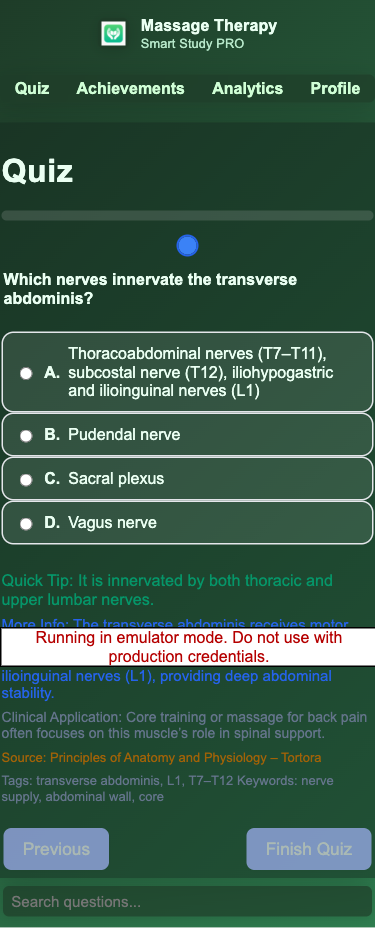 Massage Therapy
Smart Study PRO
Quiz Achievements Analytics Profile
Quiz
Which nerves innervate the transverse
abdominis?
A. Thoracoabdominal nerves (T7–T11),
subcostal nerve (T12), iliohypogastric
and ilioinguinal nerves (L1)
B. Pudendal nerve
C. Sacral plexus
D. Vagus nerve
Quick Tip: It is innervated by both thoracic and
upper lumbar nerves.
More Info: The transverse abdominis receives motor
Running in emulator mode. Do not use with
production credentials.
ilioinguinal nerves (L1), providing deep abdominal
stability.
Clinical Application: Core training or massage for back pain
often focuses on this muscle’s role in spinal support.
Source: Principles of Anatomy and Physiology – Tortora
Tags: transverse abdominis, L1, T7–T12 Keywords: nerve
supply, abdominal wall, core
Previous Finish Quiz
Search questions...